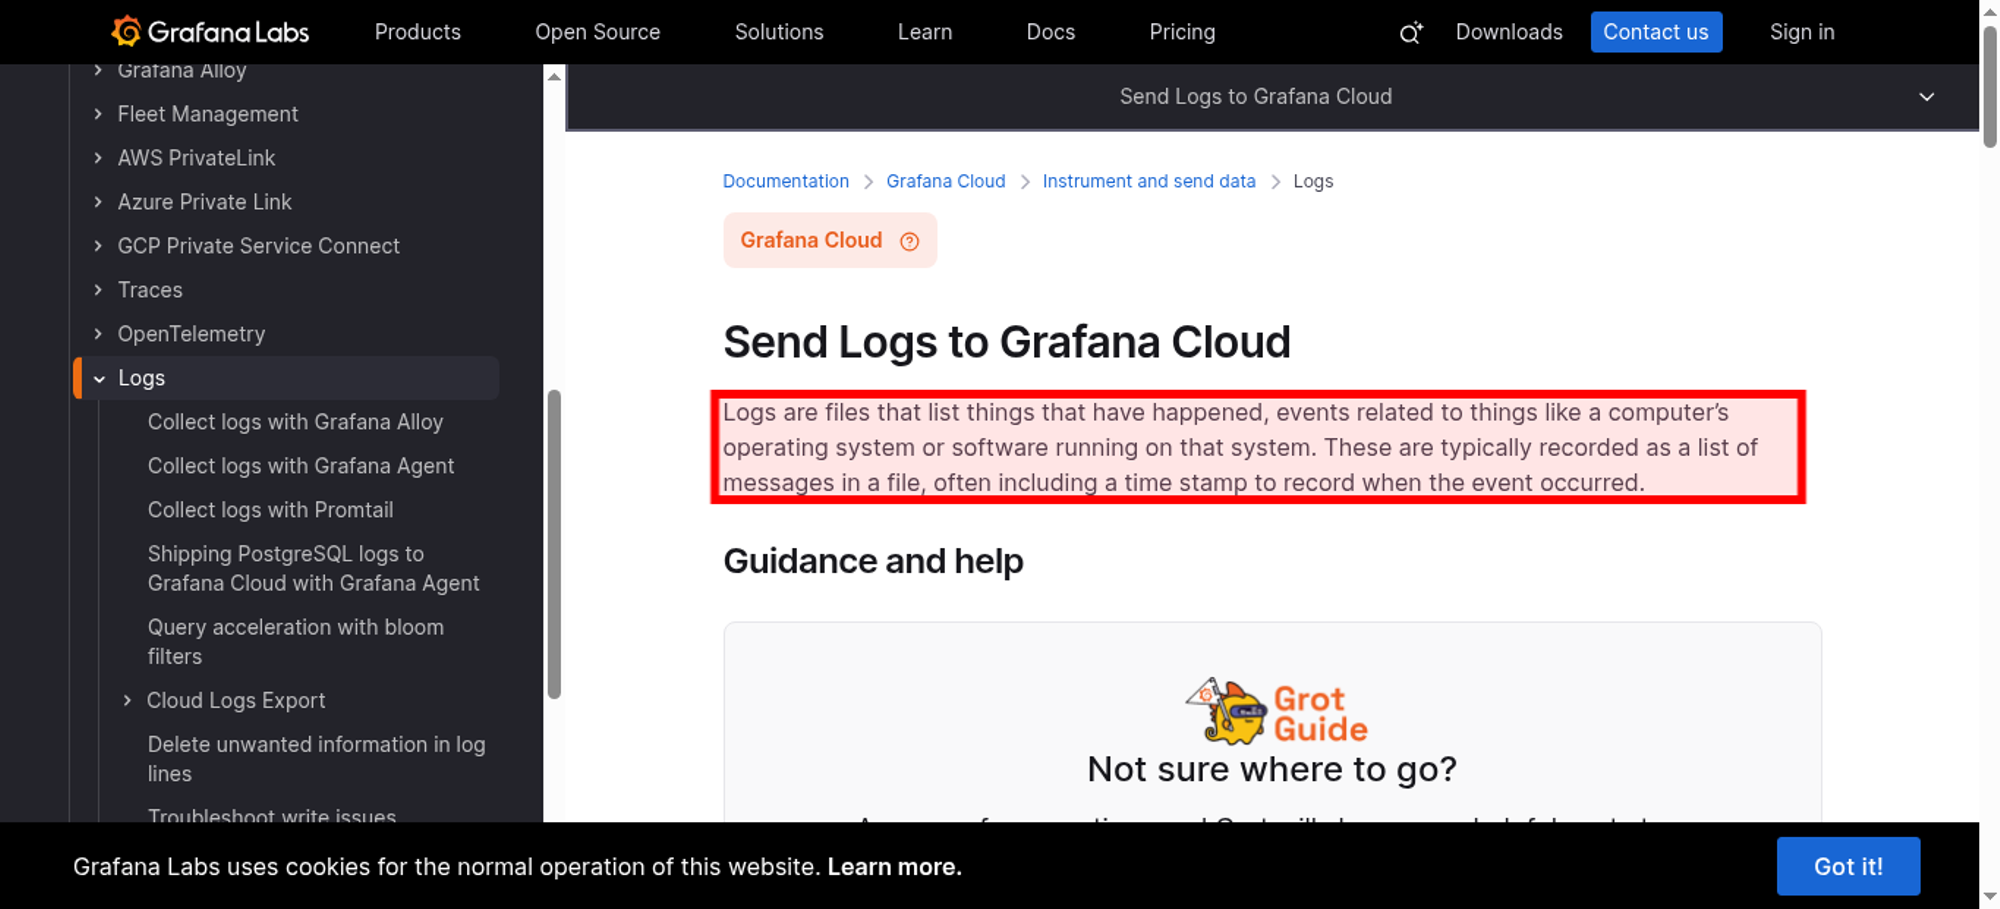 Grafana Labs
Products
Open Source
Solutions
Learn
Docs
Pricing
Downloads
Contact us
Sign in
Grafana Alloy
Fleet Management
AWS PrivateLink
Azure Private Link
GCP Private Service Connect
Traces
OpenTelemetry
Logs
Collect logs with Grafana Alloy
Collect logs with Grafana Agent
Collect logs with Promtail
Shipping PostgreSQL logs to
Grafana Cloud with Grafana Agent
Query acceleration with bloom
filters
Cloud Logs Export
Delete unwanted information in log
lines
Troubleshoot write issues
Send Logs to Grafana Cloud
Documentation > Grafana Cloud > Instrument and send data > Logs
Grafana Cloud ?
Send Logs to Grafana Cloud
Logs are files that list things that have happened, events related to things like a computer’s
operating system or software running on that system. These are typically recorded as a list of
messages in a file, often including a time stamp to record when the event occurred.
Guidance and help
Grot
Guide
Not sure where to go?
Grafana Labs uses cookies for the normal operation of this website. Learn more.
Got it!